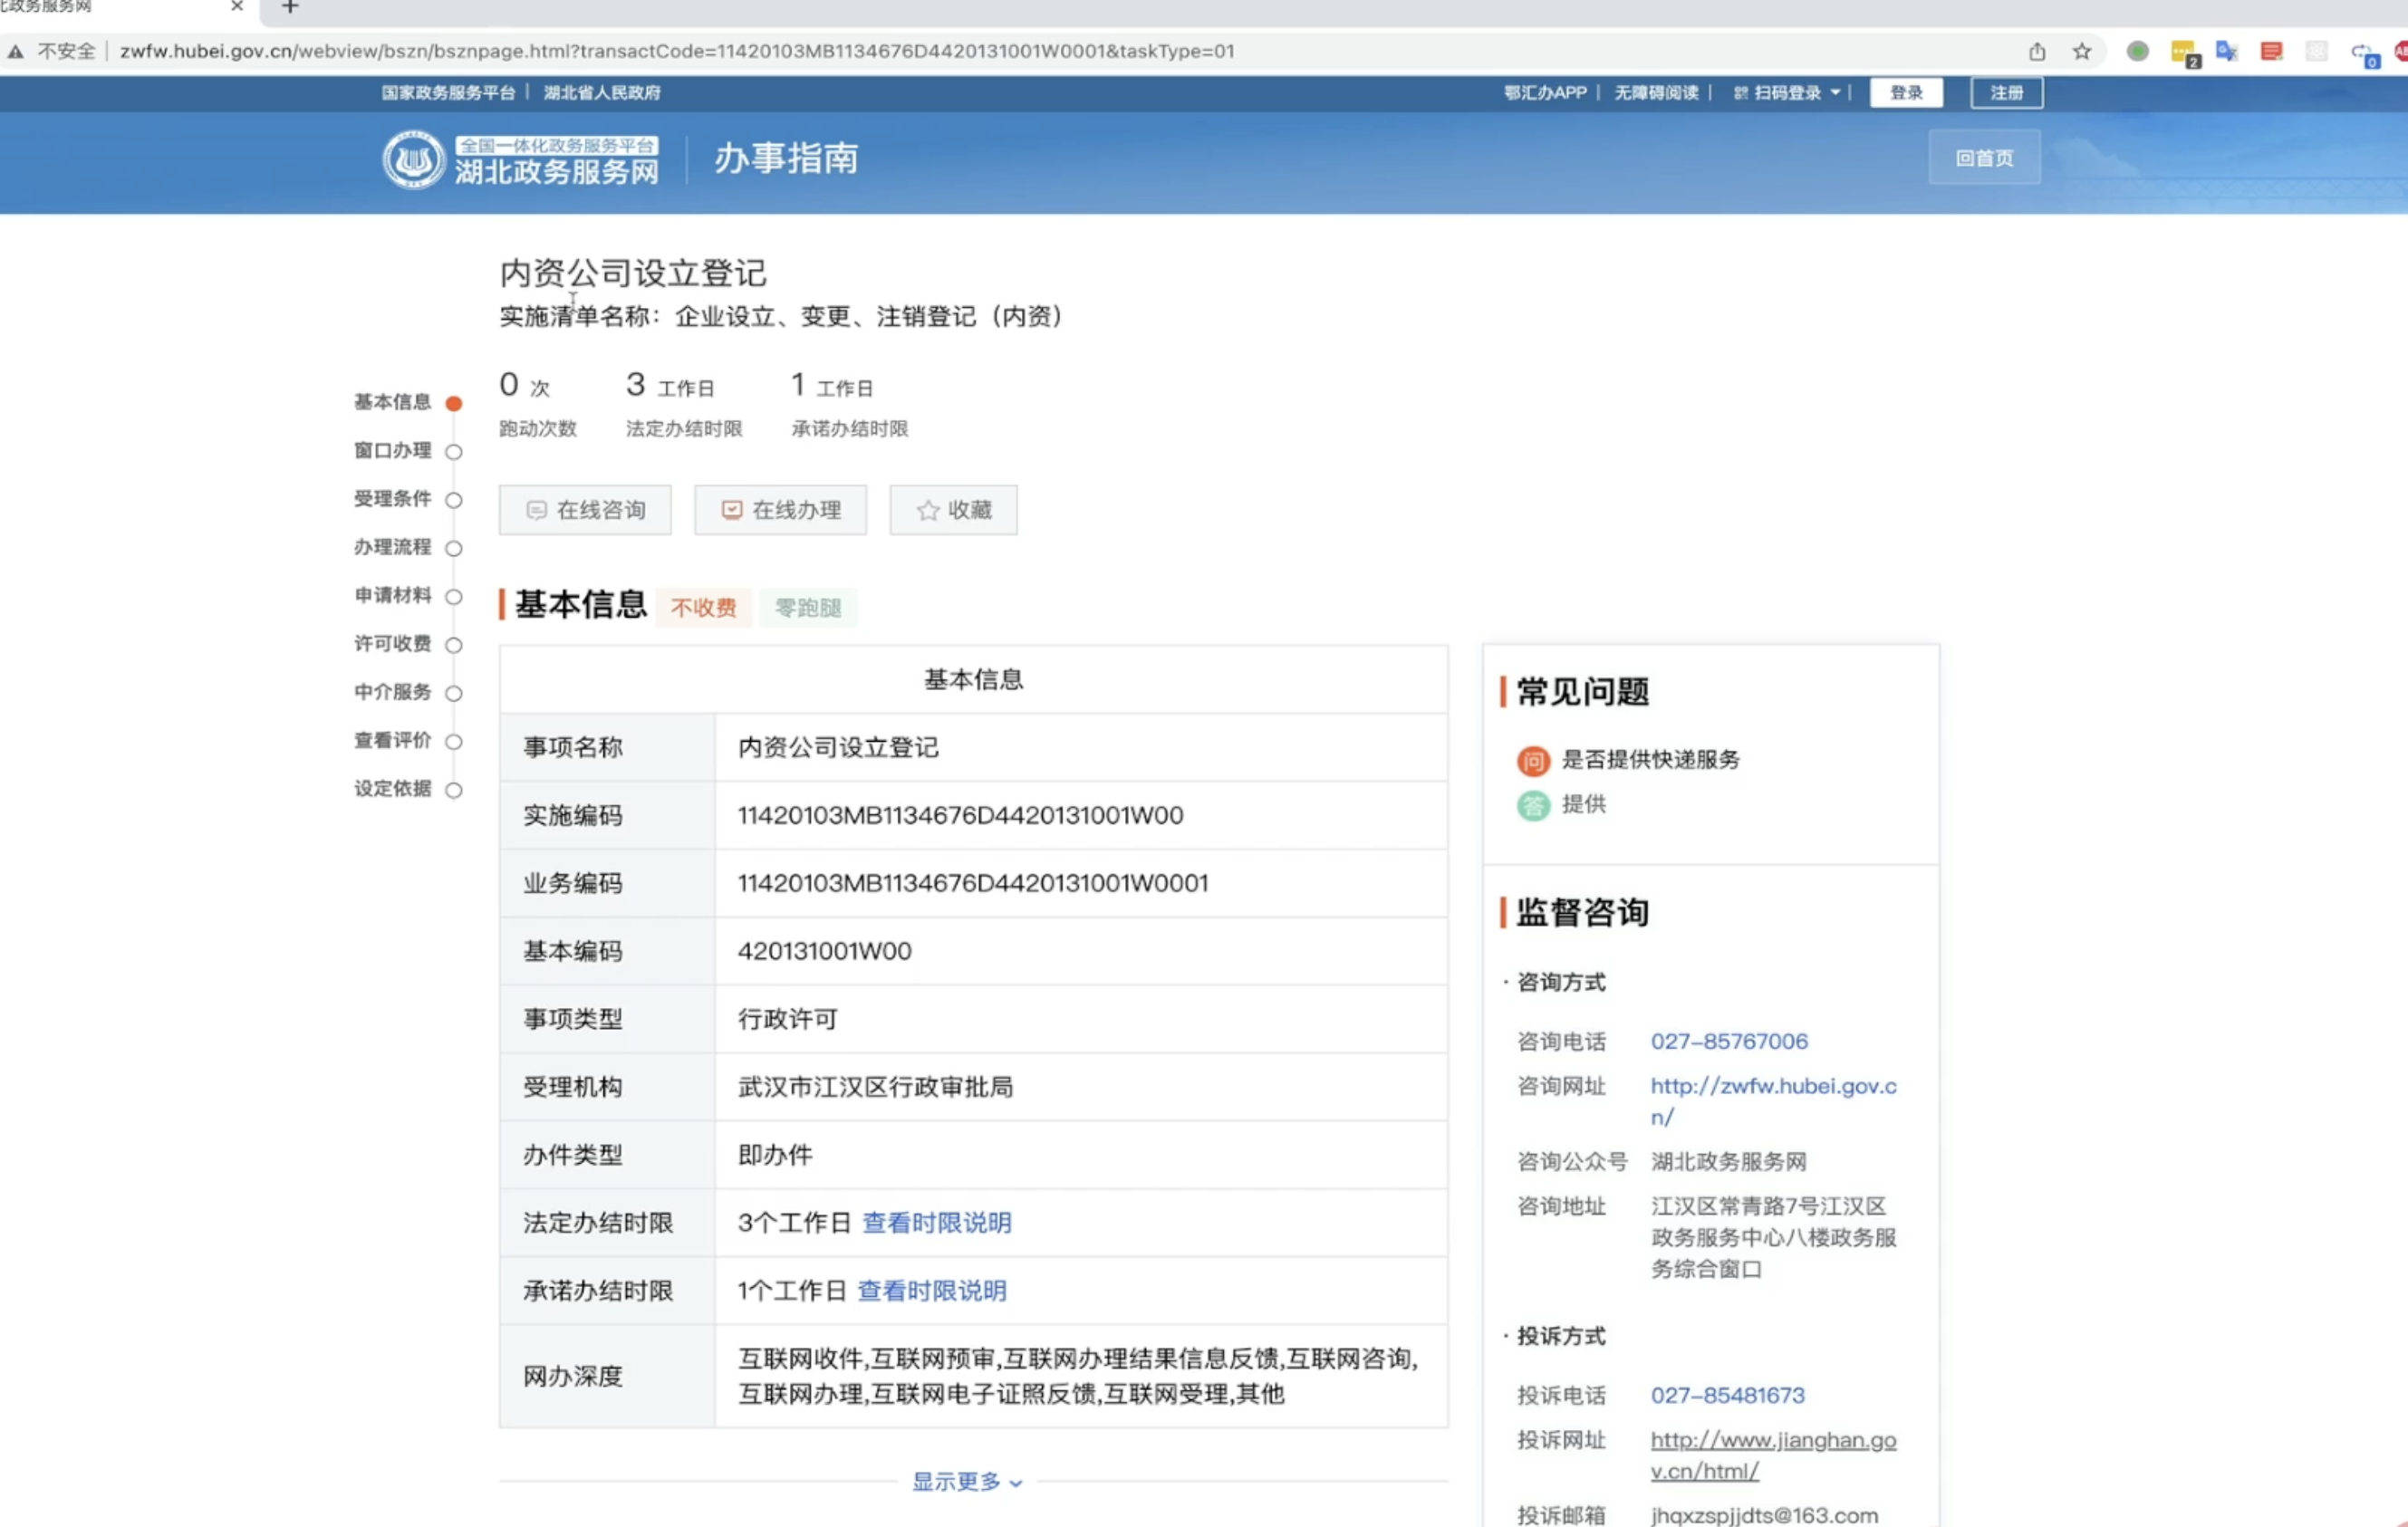 北政务服务网
不安全 zwfw.hubei.gov.cn/webview/bszn/bsznpage.html?transactCode=11420103MB1134676D4420131001W0001&taskType=01
2
0
国家政务服务平台 | 湖北省人民政府
鄂汇办APP | 无障碍阅读 | 扫码登录 | 登录 注册
全国一体化政务服务平台
湖北政务服务网
办事指南
回首页
内资公司设立登记
实施清单名称：企业设立、变更、注销登记（内资）
0 次 3 工作日 1 工作日
跑动次数 法定办结时限 承诺办结时限
基本信息
窗口办理
受理条件
办理流程
申请材料
许可收费
中介服务
查看评价
设定依据
在线咨询 在线办理 收藏
基本信息 不收费 零跑腿
基本信息
事项名称 内资公司设立登记
实施编码 11420103MB1134676D4420131001W00
业务编码 11420103MB1134676D4420131001W0001
基本编码 420131001W00
事项类型 行政许可
受理机构 武汉市江汉区行政审批局
办件类型 即办件
法定办结时限 3个工作日 查看时限说明
承诺办结时限 1个工作日 查看时限说明
网办深度 互联网收件,互联网预审,互联网办理结果信息反馈,互联网咨询,
互联网办理,互联网电子证照反馈,互联网受理,其他
显示更多
常见问题
问 是否提供快递服务
答 提供
监督咨询
· 咨询方式
咨询电话 027-85767006
咨询网址 http://zwfw.hubei.gov.c
n/
咨询公众号 湖北政务服务网
咨询地址 江汉区常青路7号江汉区
政务服务中心八楼政务服
务综合窗口
· 投诉方式
投诉电话 027-85481673
投诉网址 http://www.jianghan.go
v.cn/html/
投诉邮箱 jhqxzspjjdts@163.com